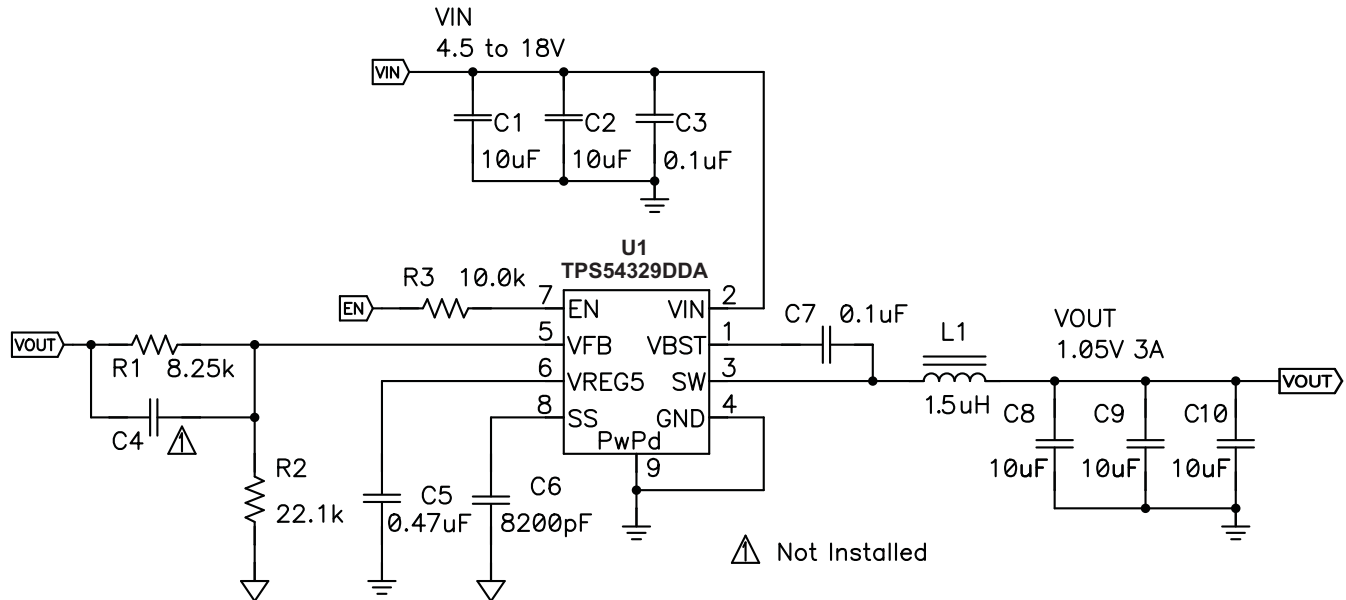 VIN
4.5 to 18V
VIN
C1
C2
C3
10uF
10uF
0.1uF
U1
TPS54329DDA
R3 10.0k
EN
7
EN
VIN
2
C7 0.1uF
VOUT
R1 8.25k
5
VFB
VBST
1
L1
VOUT
1.05V 3A
6
VREG5
SW
3
1.5uH
VOUT
C4
1
8
SS
GND
4
C8
C9
C10
PwPd
9
R2
22.1k
C5
0.47uF
C6
8200pF
10uF
10uF
10uF
1 Not Installed